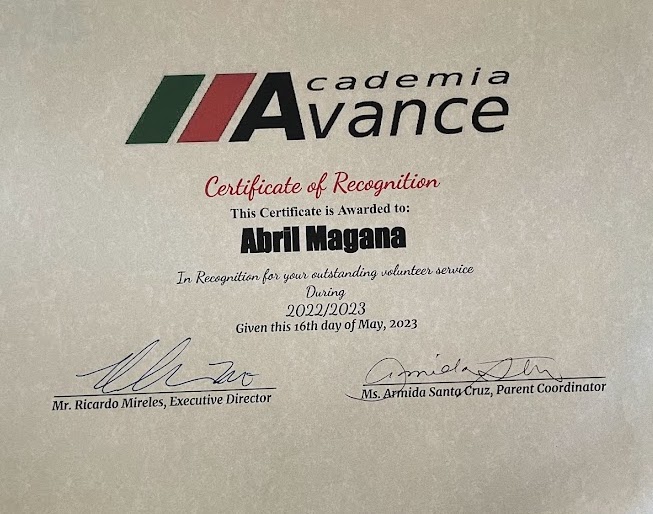 Academia
Avance
Certificate of Recognition
This Certificate is Awarded to:
Abril Magana
In Recognition for your outstanding volunteer service
During
2022/2023
Given this 16th day of May, 2023
Armida
Mr. Ricardo Mireles, Executive Director
Ms. Armida Santa Cruz, Parent Coordinator